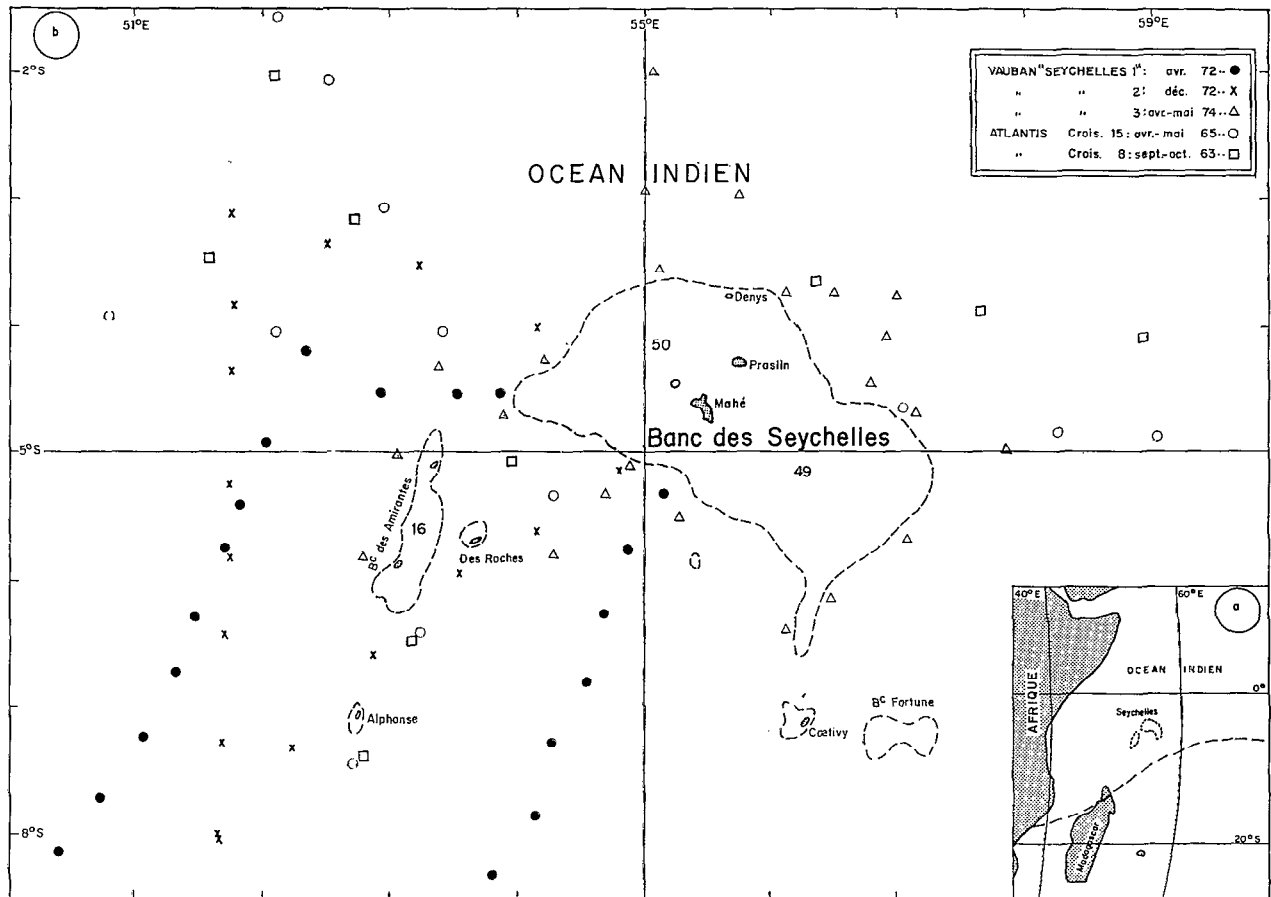 b
51°E
55°E
59°E
2°S
VAUBAN "SEYCHELLES 1": avr. 72..
" " 2: déc. 72..
" " 3: avr-mai 74..
ATLANTIS Crois. 15: avr.-mai 65..
" Crois. 8: sept.-oct. 63..
OCEAN INDIEN
Denys
50
Praslin
Mahé
Banc des Seychelles
5°S
49
Bc des Amirantes
16
Des Roches
40°E
60°E
a
OCEAN INDIEN
AFRIQUE
0°
Bc Fortune
Seychelles
Alphanse
Cœtivy
8°S
Madagascar
20°S